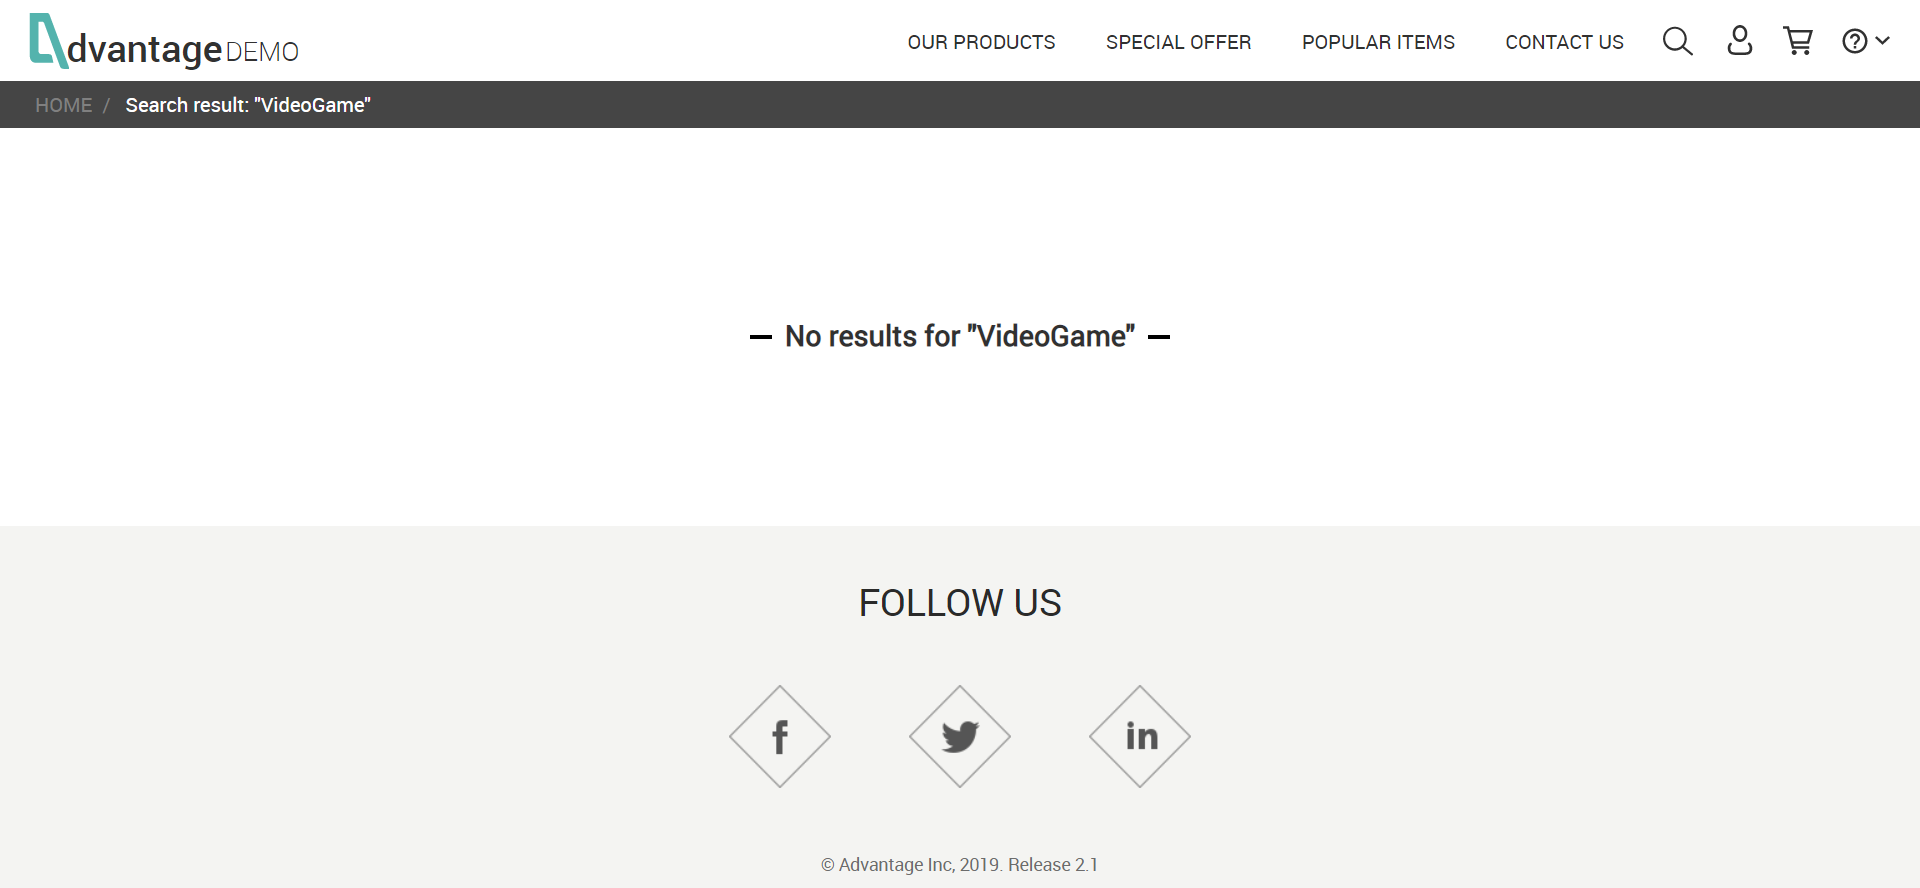 dvantage DEMO
OUR PRODUCTS SPECIAL OFFER POPULAR ITEMS CONTACT US
HOME / Search result: "VideoGame"
No results for "VideoGame"
FOLLOW US
f in
© Advantage Inc, 2019. Release 2.1